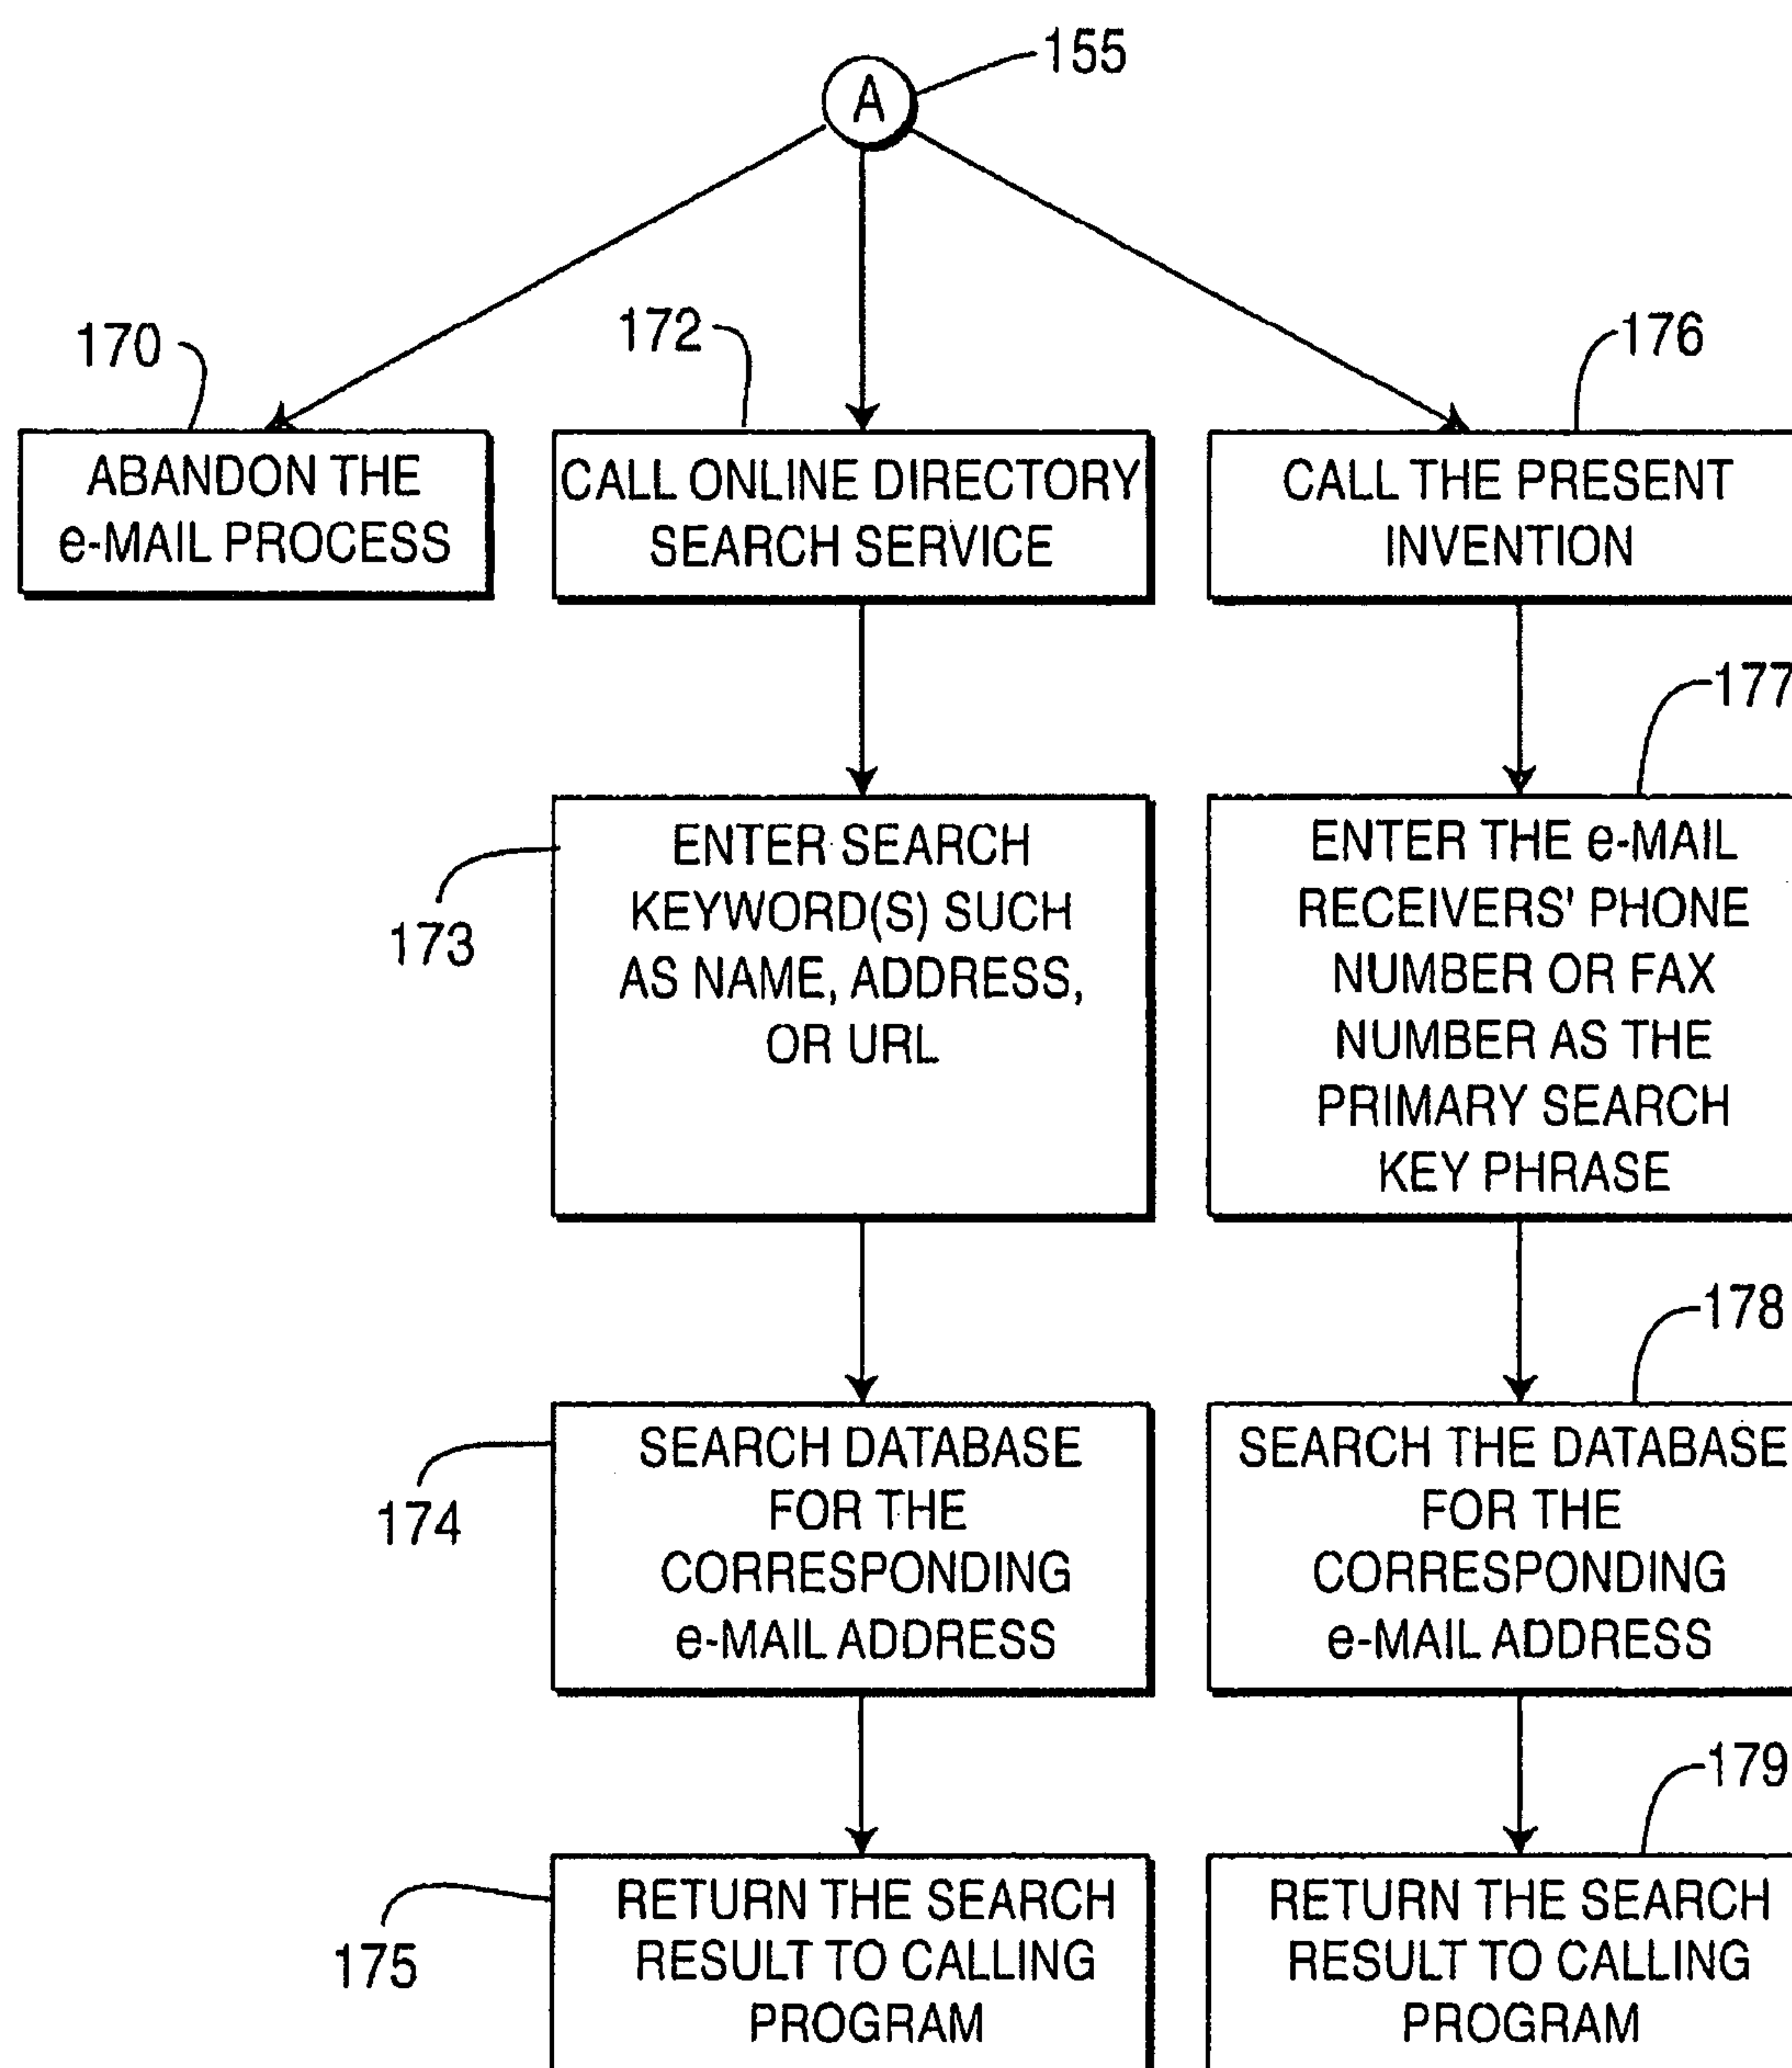 A
155
170
172
176
ABANDON THE
e-MAIL PROCESS
CALL ONLINE DIRECTORY
SEARCH SERVICE
CALL THE PRESENT
INVENTION
177
173
ENTER SEARCH
KEYWORD(S) SUCH
AS NAME, ADDRESS,
OR URL
ENTER THE e-MAIL
RECEIVERS' PHONE
NUMBER OR FAX
NUMBER AS THE
PRIMARY SEARCH
KEY PHRASE
178
174
SEARCH DATABASE
FOR THE
CORRESPONDING
e-MAIL ADDRESS
SEARCH THE DATABASE
FOR THE
CORRESPONDING
e-MAIL ADDRESS
179
175
RETURN THE SEARCH
RESULT TO CALLING
PROGRAM
RETURN THE SEARCH
RESULT TO CALLING
PROGRAM